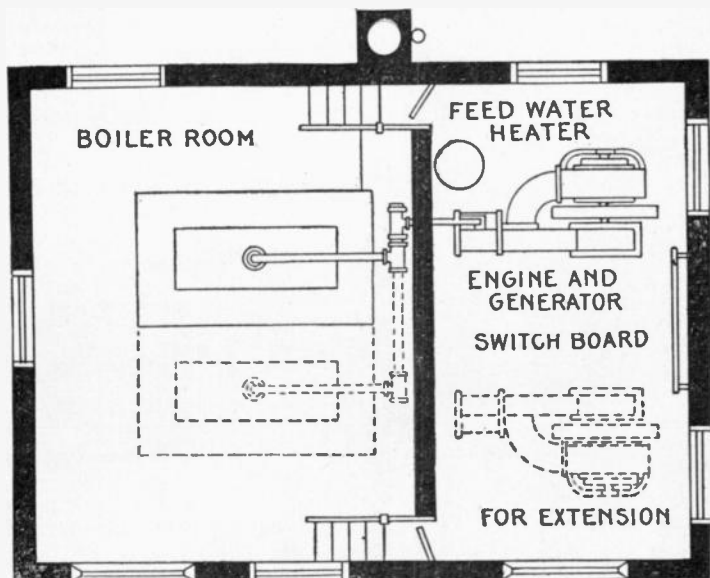 BOILER ROOM
FEED WATER
HEATER
ENGINE AND
GENERATOR
SWITCH BOARD
FOR EXTENSION